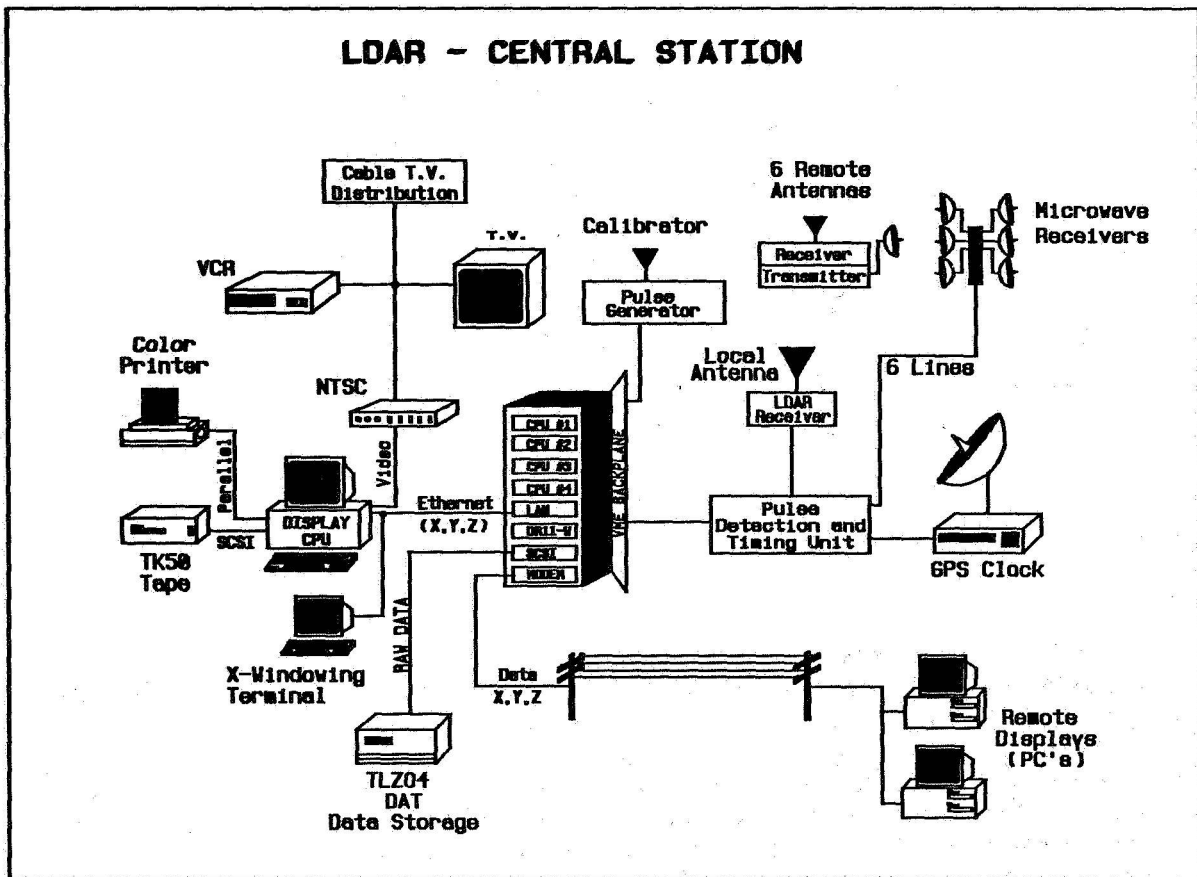 LDAR - CENTRAL STATION
Cable T.V.
Distribution
T.V.
VCR
Calibrator
Pulse
Generator
6 Remote
Antennas
Receiver
Transmitter
Microwave
Receivers
Color
Printer
NTSC
Local
Antenna
LDAR
Receiver
6 Lines
CPU #1
CPU #2
CPU #3
CPU #4
LAN
DR11-W
SCSI
MODEM
VME BACKPLANE
Parallel
Video
Ethernet
(X,Y,Z)
DISPLAY
CPU
SCSI
TK50
Tape
Pulse
Detection and
Timing Unit
GPS Clock
X-Windowing
Terminal
RAW DATA
Data
X,Y,Z
TLZ04
DAT
Data Storage
Remote
Displays
(PC's)